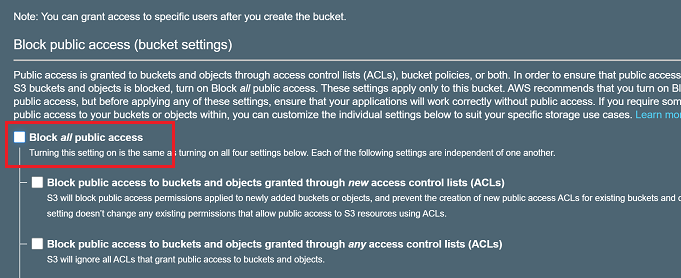 Note: You can grant access to specific users after you create the bucket.
Block public access (bucket settings)
Public access is granted to buckets and objects through access control lists (ACLs), bucket policies, or both. In order to ensure that public access
S3 buckets and objects is blocked, turn on Block all public access. These settings apply only to this bucket. AWS recommends that you turn on Bl
public access, but before applying any of these settings, ensure that your applications will work correctly without public access. If you require som
public access to your buckets or objects within, you can customize the individual settings below to suit your specific storage use cases. Learn mor
Block all public access
Turning this setting on is the same as turning on all four settings below. Each of the following settings are independent of one another.
Block public access to buckets and objects granted through new access control lists (ACLs)
S3 will block public access permissions applied to newly added buckets or objects, and prevent the creation of new public access ACLs for existing buckets and o
setting doesn't change any existing permissions that allow public access to S3 resources using ACLs.
Block public access to buckets and objects granted through any access control lists (ACLs)
S3 will ignore all ACLs that grant public access to buckets and objects.